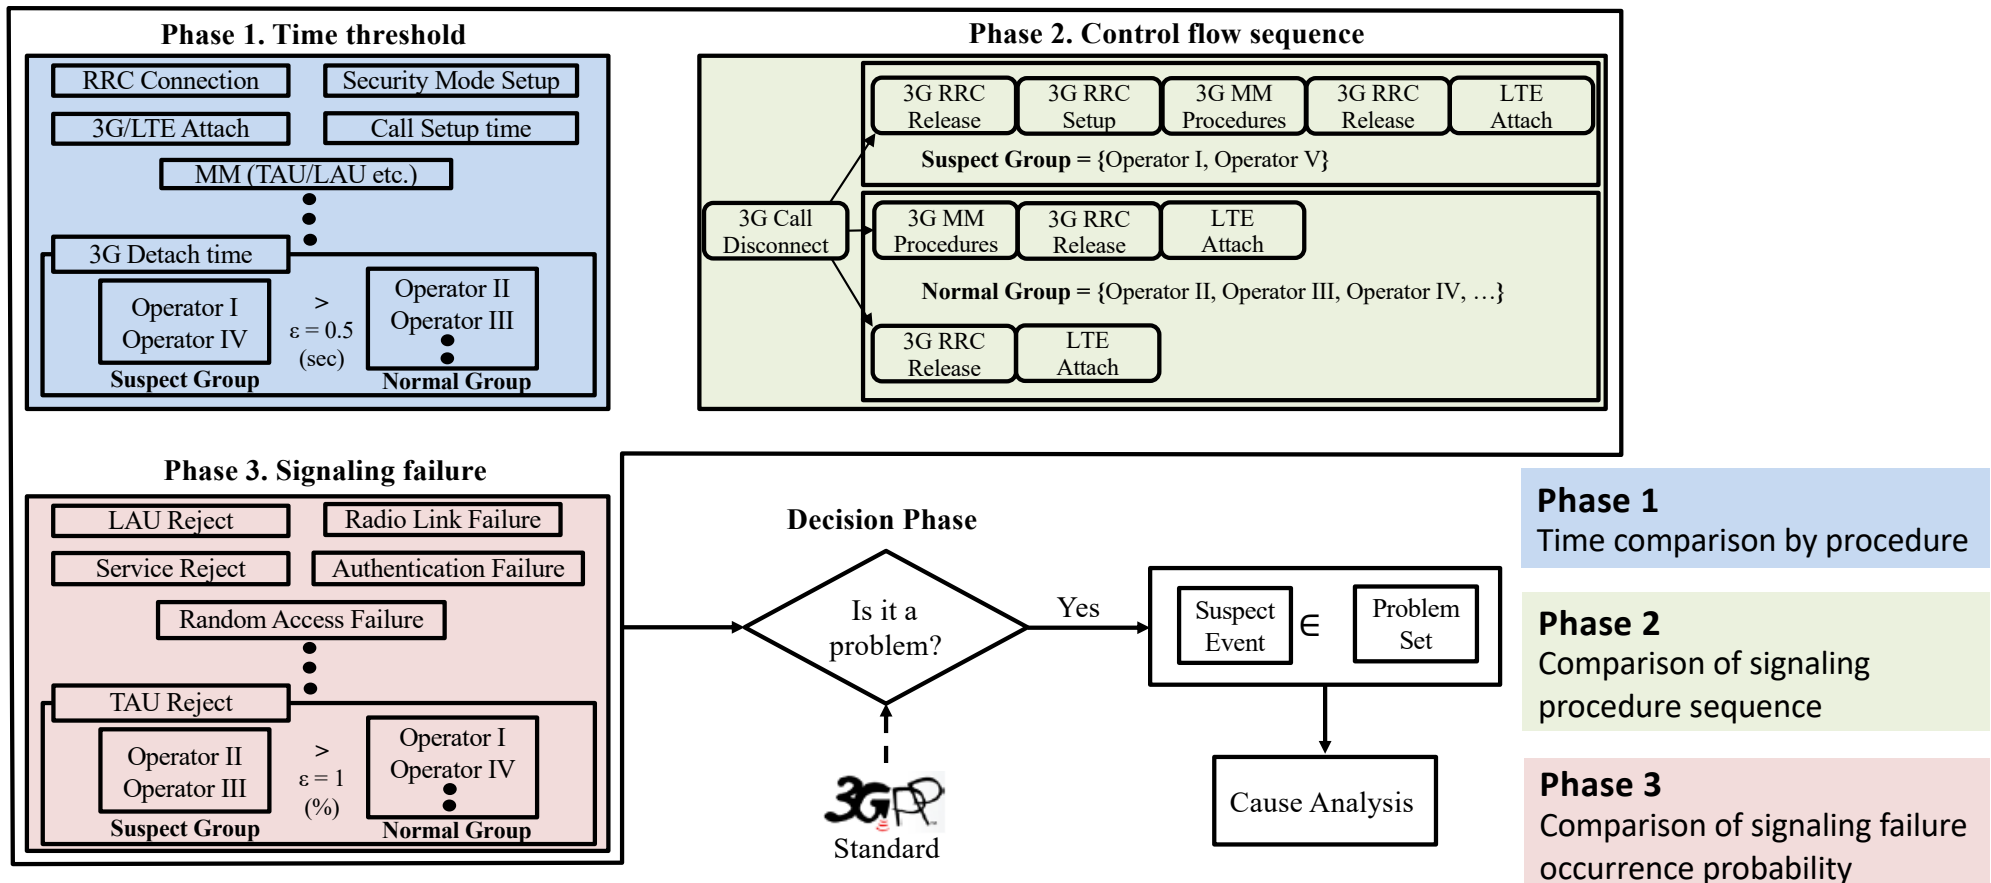 Phase 1. Time threshold
RRC Connection
Security Mode Setup
3G/LTE Attach
Call Setup time
MM (TAU/LAU etc.)
3G Detach time
Operator I
Operator IV
>
ε = 0.5
(sec)
Operator II
Operator III
Suspect Group
Normal Group
Phase 2. Control flow sequence
3G Call
Disconnect
3G RRC
Release
3G RRC
Setup
3G MM
Procedures
3G RRC
Release
LTE
Attach
Suspect Group = {Operator I, Operator V}
3G MM
Procedures
3G RRC
Release
LTE
Attach
Normal Group = {Operator II, Operator III, Operator IV, …}
3G RRC
Release
LTE
Attach
Phase 3. Signaling failure
LAU Reject
Radio Link Failure
Service Reject
Authentication Failure
Random Access Failure
TAU Reject
Operator II
Operator III
>
ε = 1
(%)
Operator I
Operator IV
Suspect Group
Normal Group
Decision Phase
Is it a
problem?
Yes
3GPP
Standard
Suspect
Event
∈
Problem
Set
Cause Analysis
Phase 1
Time comparison by procedure
Phase 2
Comparison of signaling
procedure sequence
Phase 3
Comparison of signaling failure
occurrence probability